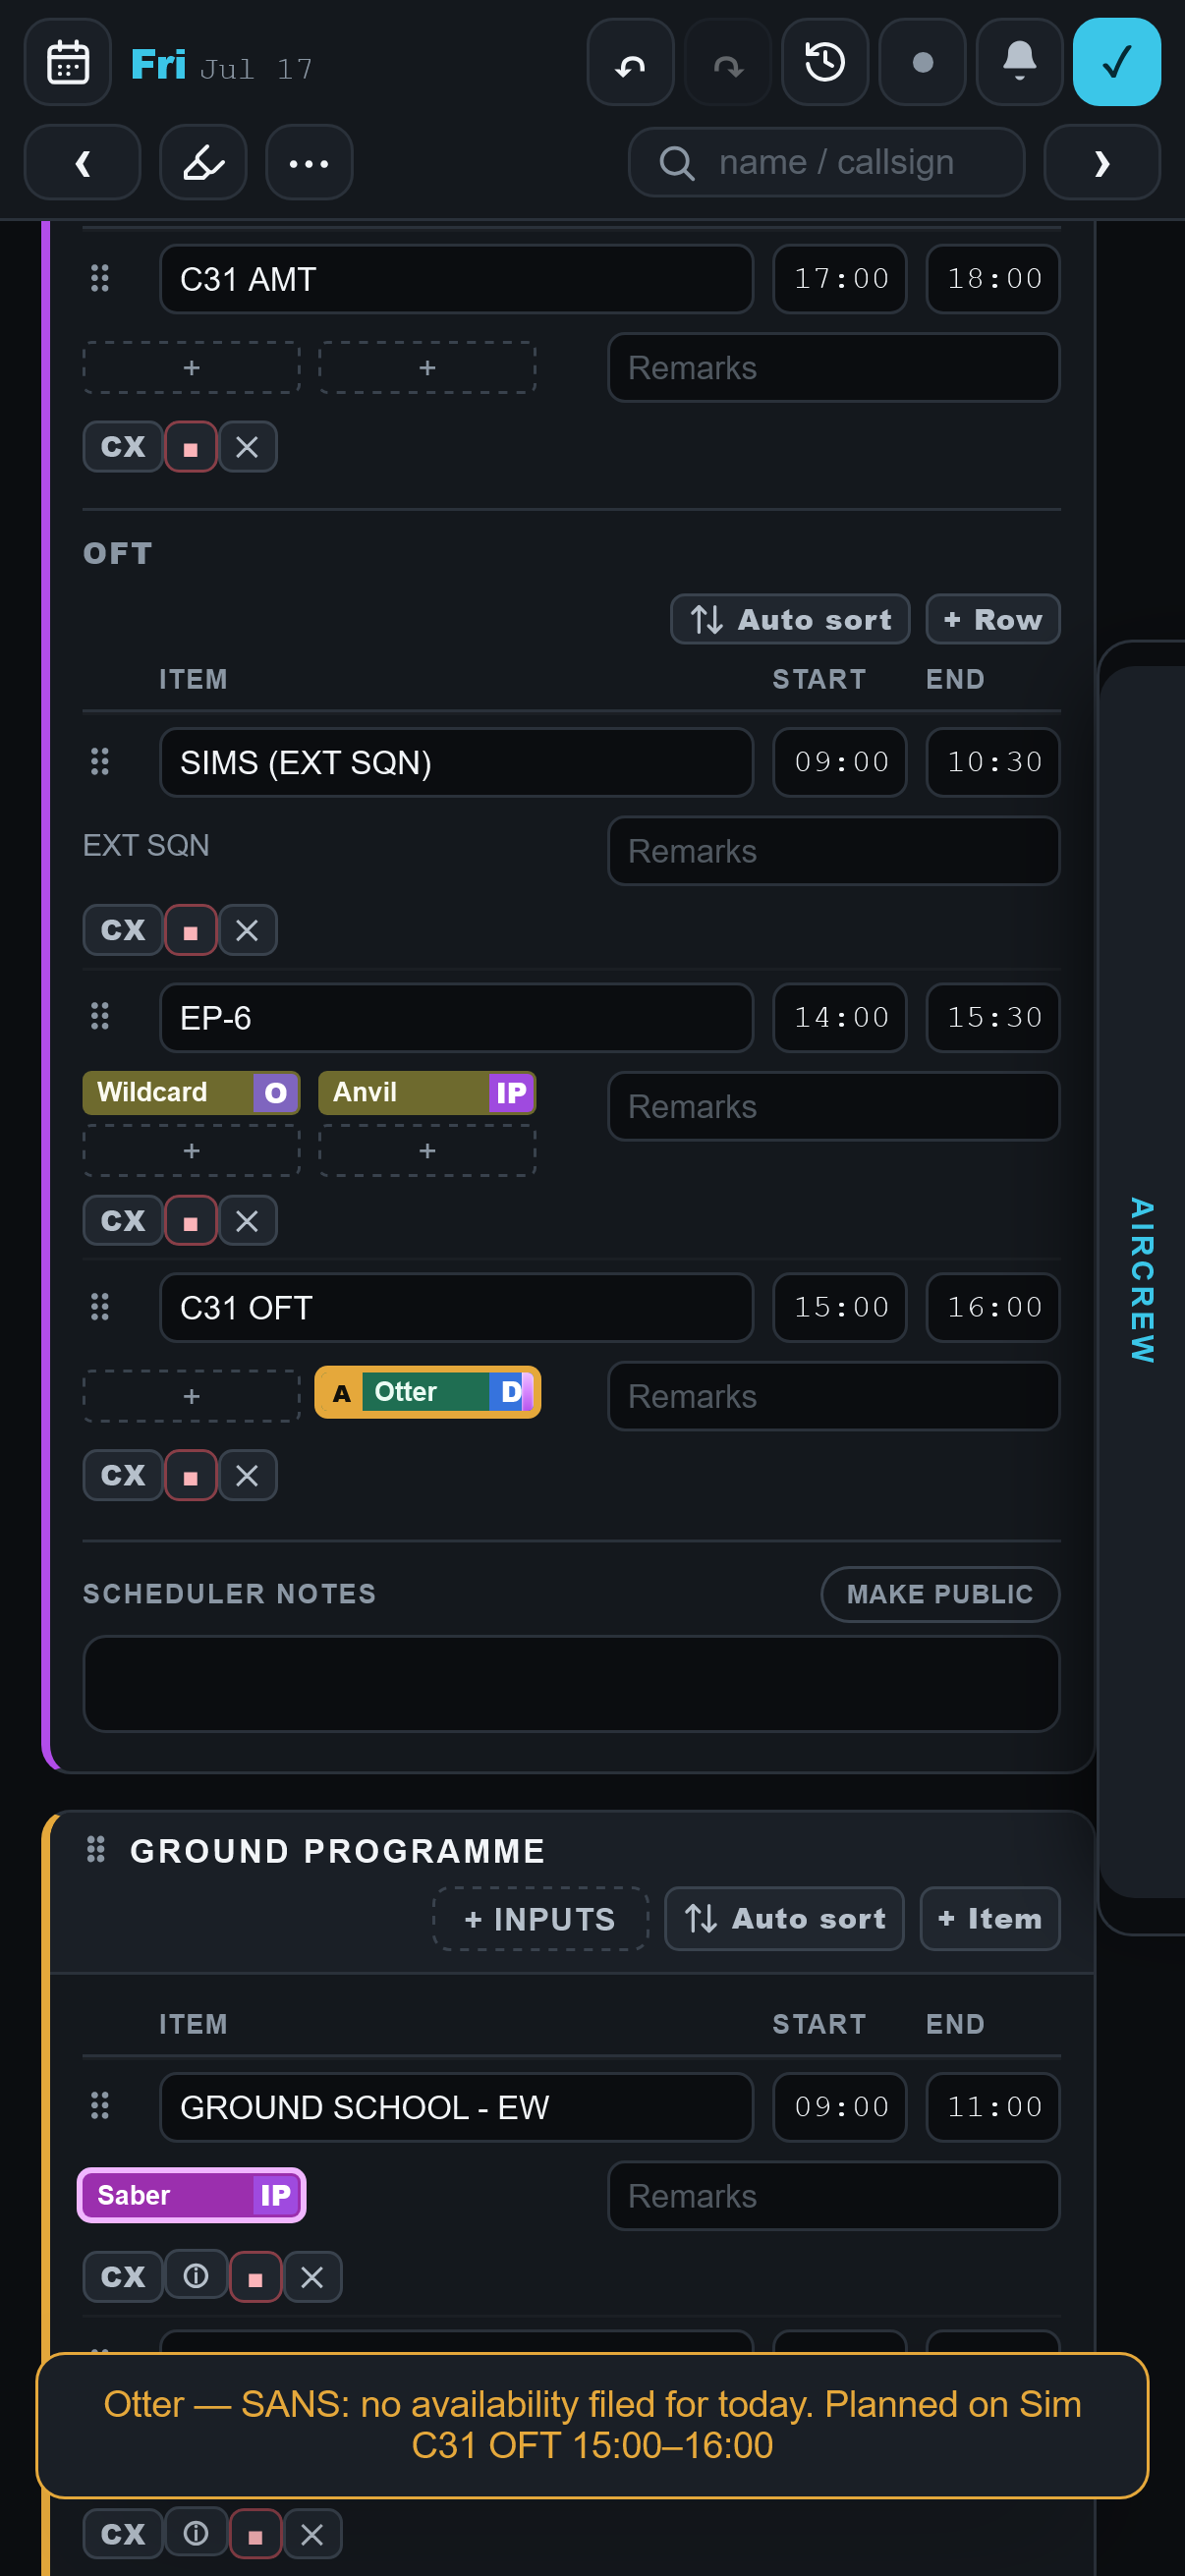 Fri Jul 17
name / callsign
C31 AMT 17:00 18:00
+ + Remarks
CX
OFT
Auto sort + Row
ITEM START END
SIMS (EXT SQN) 09:00 10:30
EXT SQN Remarks
CX
EP-6 14:00 15:30
Wildcard O Anvil IP Remarks
+ +
CX
C31 OFT 15:00 16:00
+ A Otter D Remarks
CX
SCHEDULER NOTES MAKE PUBLIC
AIRCREW
GROUND PROGRAMME
+ INPUTS Auto sort + Item
ITEM START END
GROUND SCHOOL - EW 09:00 11:00
Saber IP Remarks
CX
Otter — SANS: no availability filed for today. Planned on Sim
C31 OFT 15:00–16:00
CX